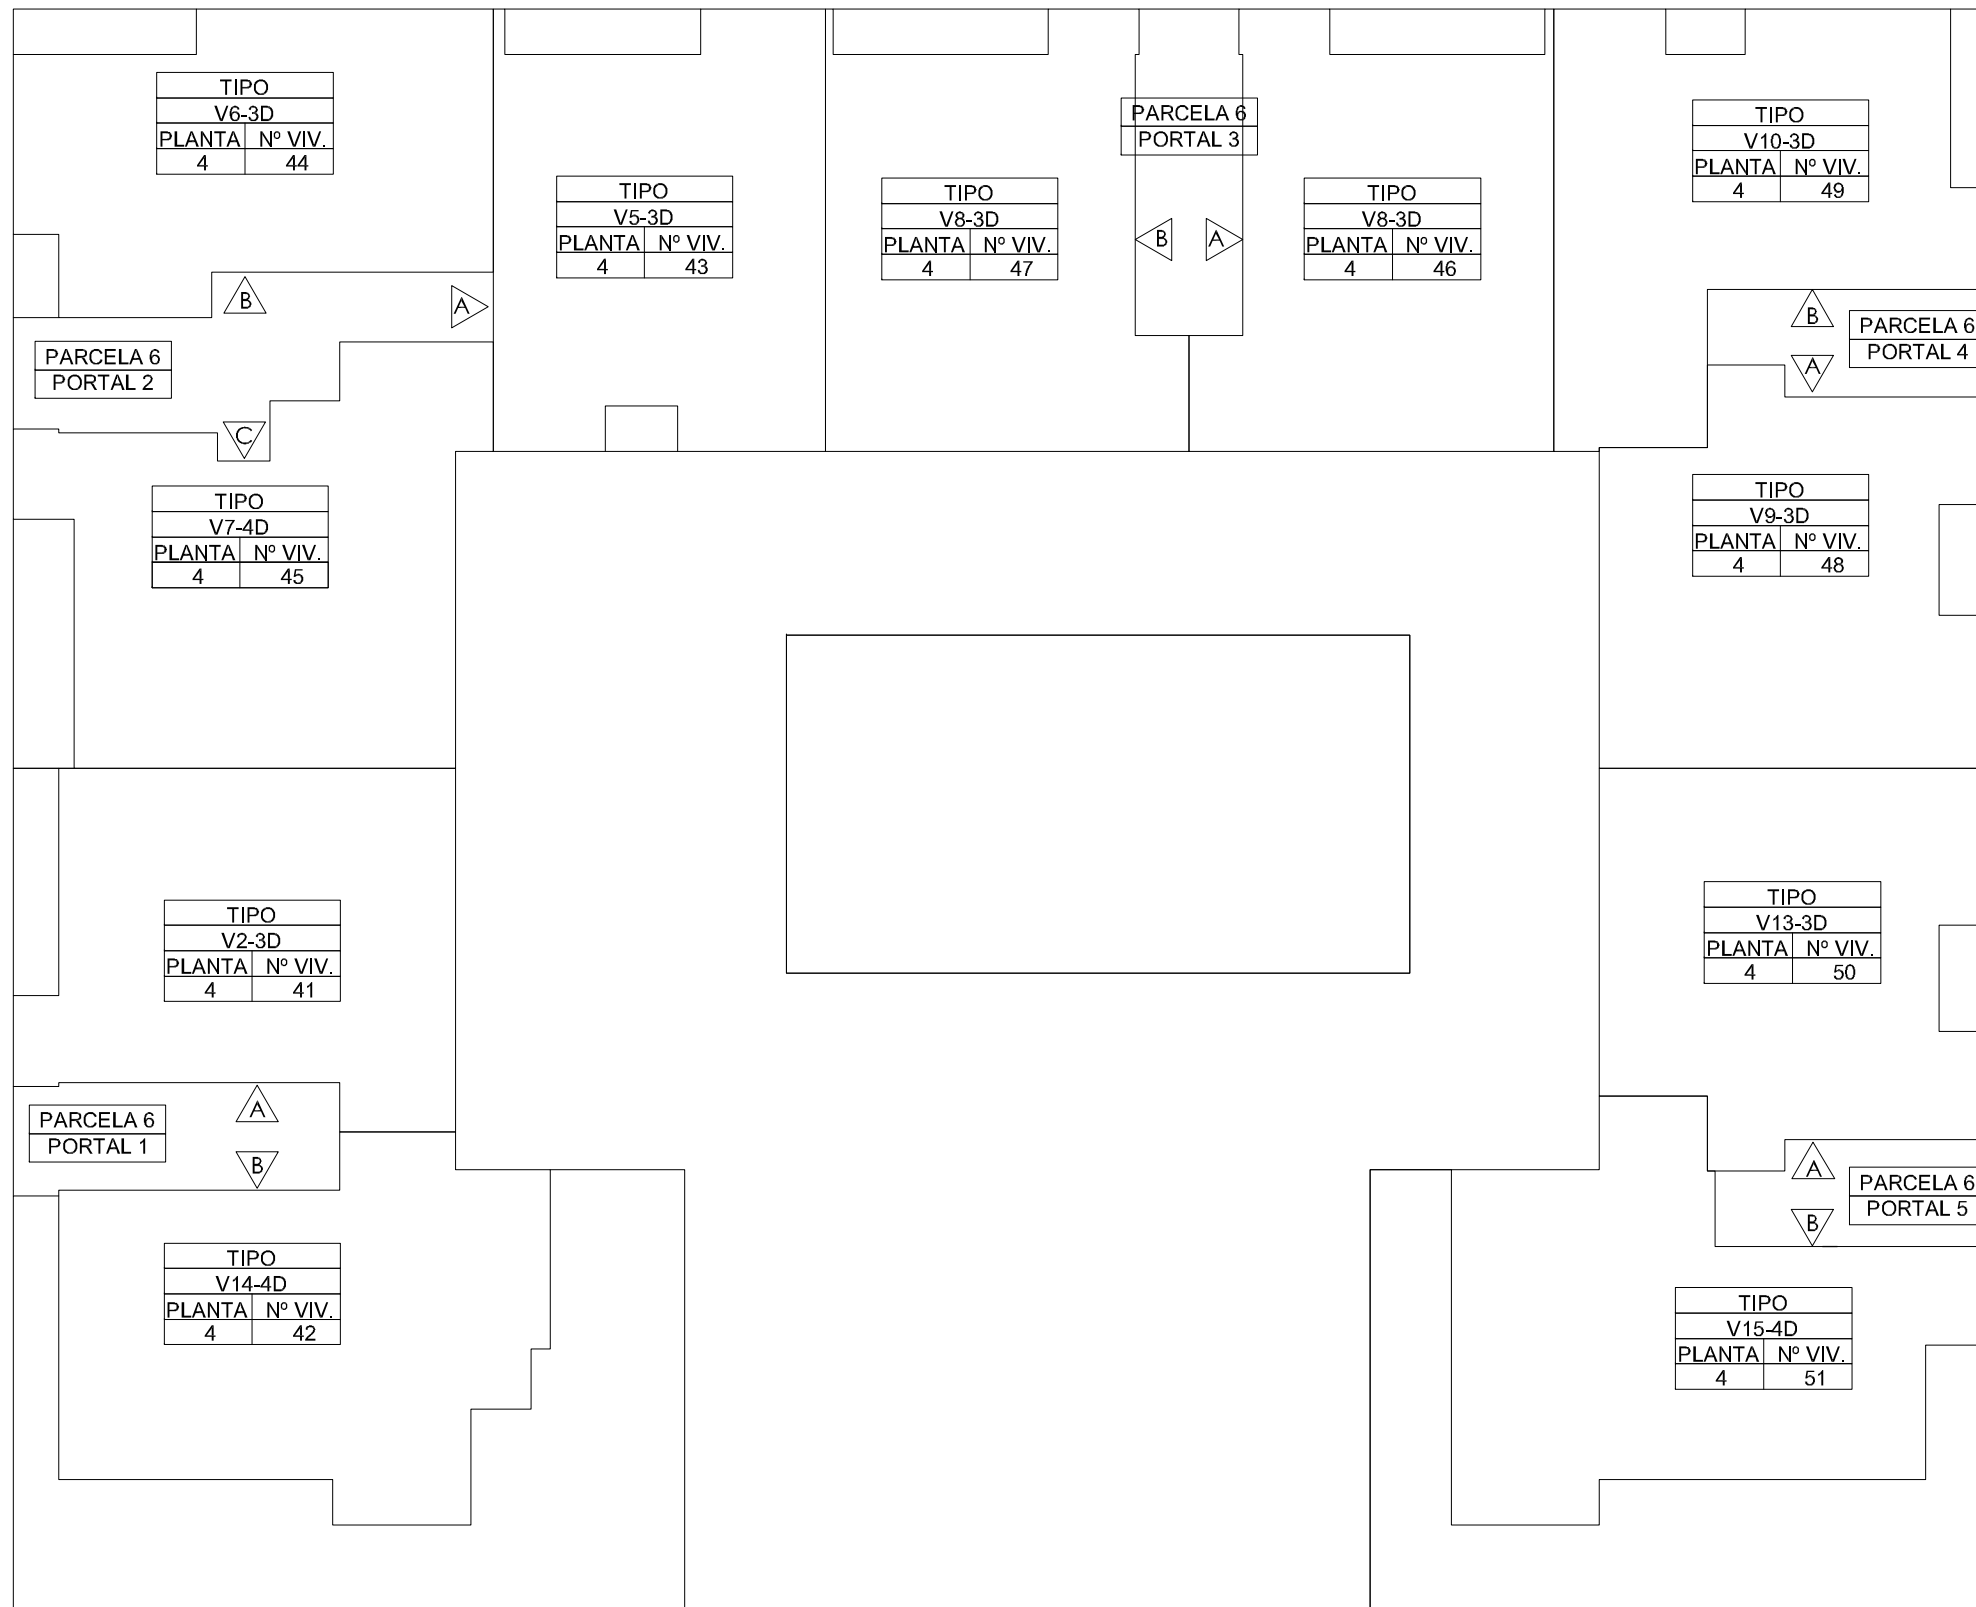 TIPO
V6-3D
PLANTA Nº VIV.
4 44
TIPO
V5-3D
PLANTA Nº VIV.
4 43
TIPO
V8-3D
PLANTA Nº VIV.
4 47
PARCELA 6
PORTAL 3
B A
TIPO
V8-3D
PLANTA Nº VIV.
4 46
TIPO
V10-3D
PLANTA Nº VIV.
4 49
B
A
PARCELA 6
PORTAL 2
C
B
PARCELA 6
PORTAL 4
A
TIPO
V7-4D
PLANTA Nº VIV.
4 45
TIPO
V9-3D
PLANTA Nº VIV.
4 48
TIPO
V2-3D
PLANTA Nº VIV.
4 41
TIPO
V13-3D
PLANTA Nº VIV.
4 50
A
PARCELA 6
PORTAL 1
B
A
PARCELA 6
PORTAL 5
B
TIPO
V14-4D
PLANTA Nº VIV.
4 42
TIPO
V15-4D
PLANTA Nº VIV.
4 51